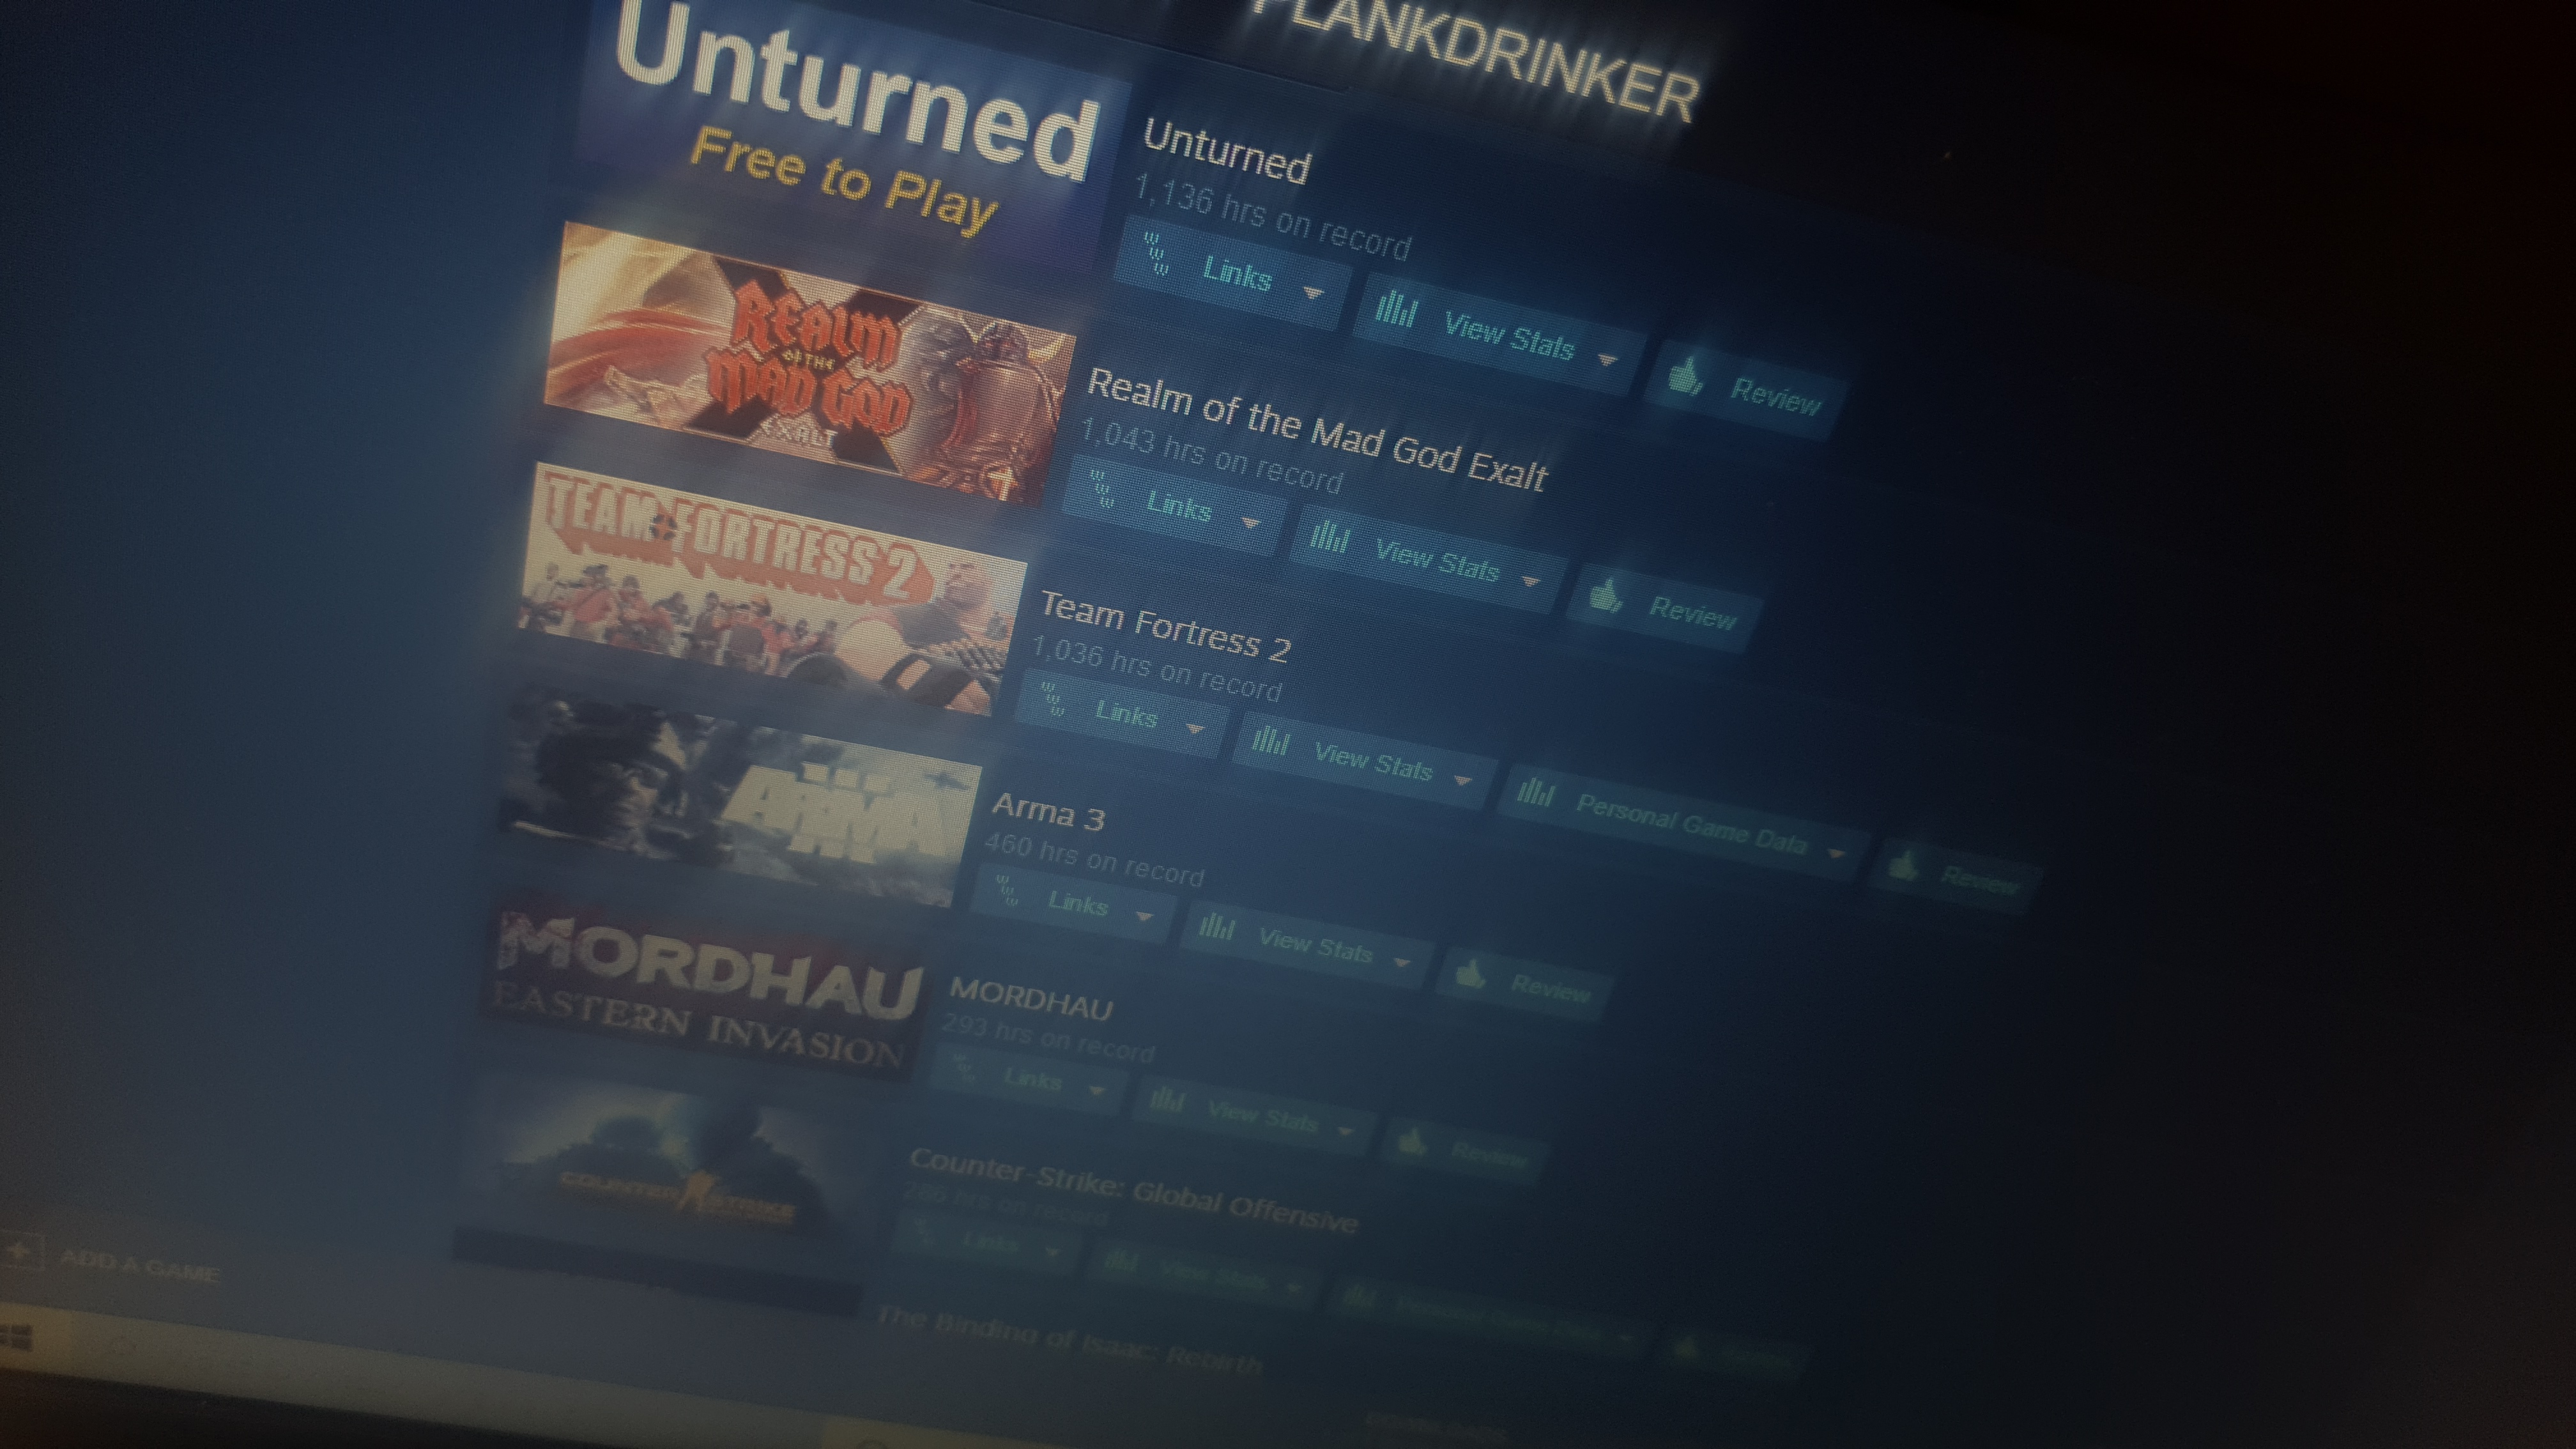 PLANKDRINKER
Unturned
Free to Play
Unturned
1,136 hrs on record
Links
View Stats
Review
REALM
OF THE
MAD GOD
EXALT
Realm of the Mad God Exalt
1,043 hrs on record
Links
View Stats
Review
TEAM FORTRESS 2
Team Fortress 2
1,036 hrs on record
Links
View Stats
Personal Game Data
Review
ARMA
Arma 3
460 hrs on record
Links
View Stats
Review
MORDHAU
EASTERN INVASION
MORDHAU
293 hrs on record
Links
View Stats
Review
COUNTER STRIKE
Counter-Strike: Global Offensive
286 hrs on record
Links
View Stats
Personal Game Data
Review
The Binding of Isaac: Rebirth
ADD A GAME